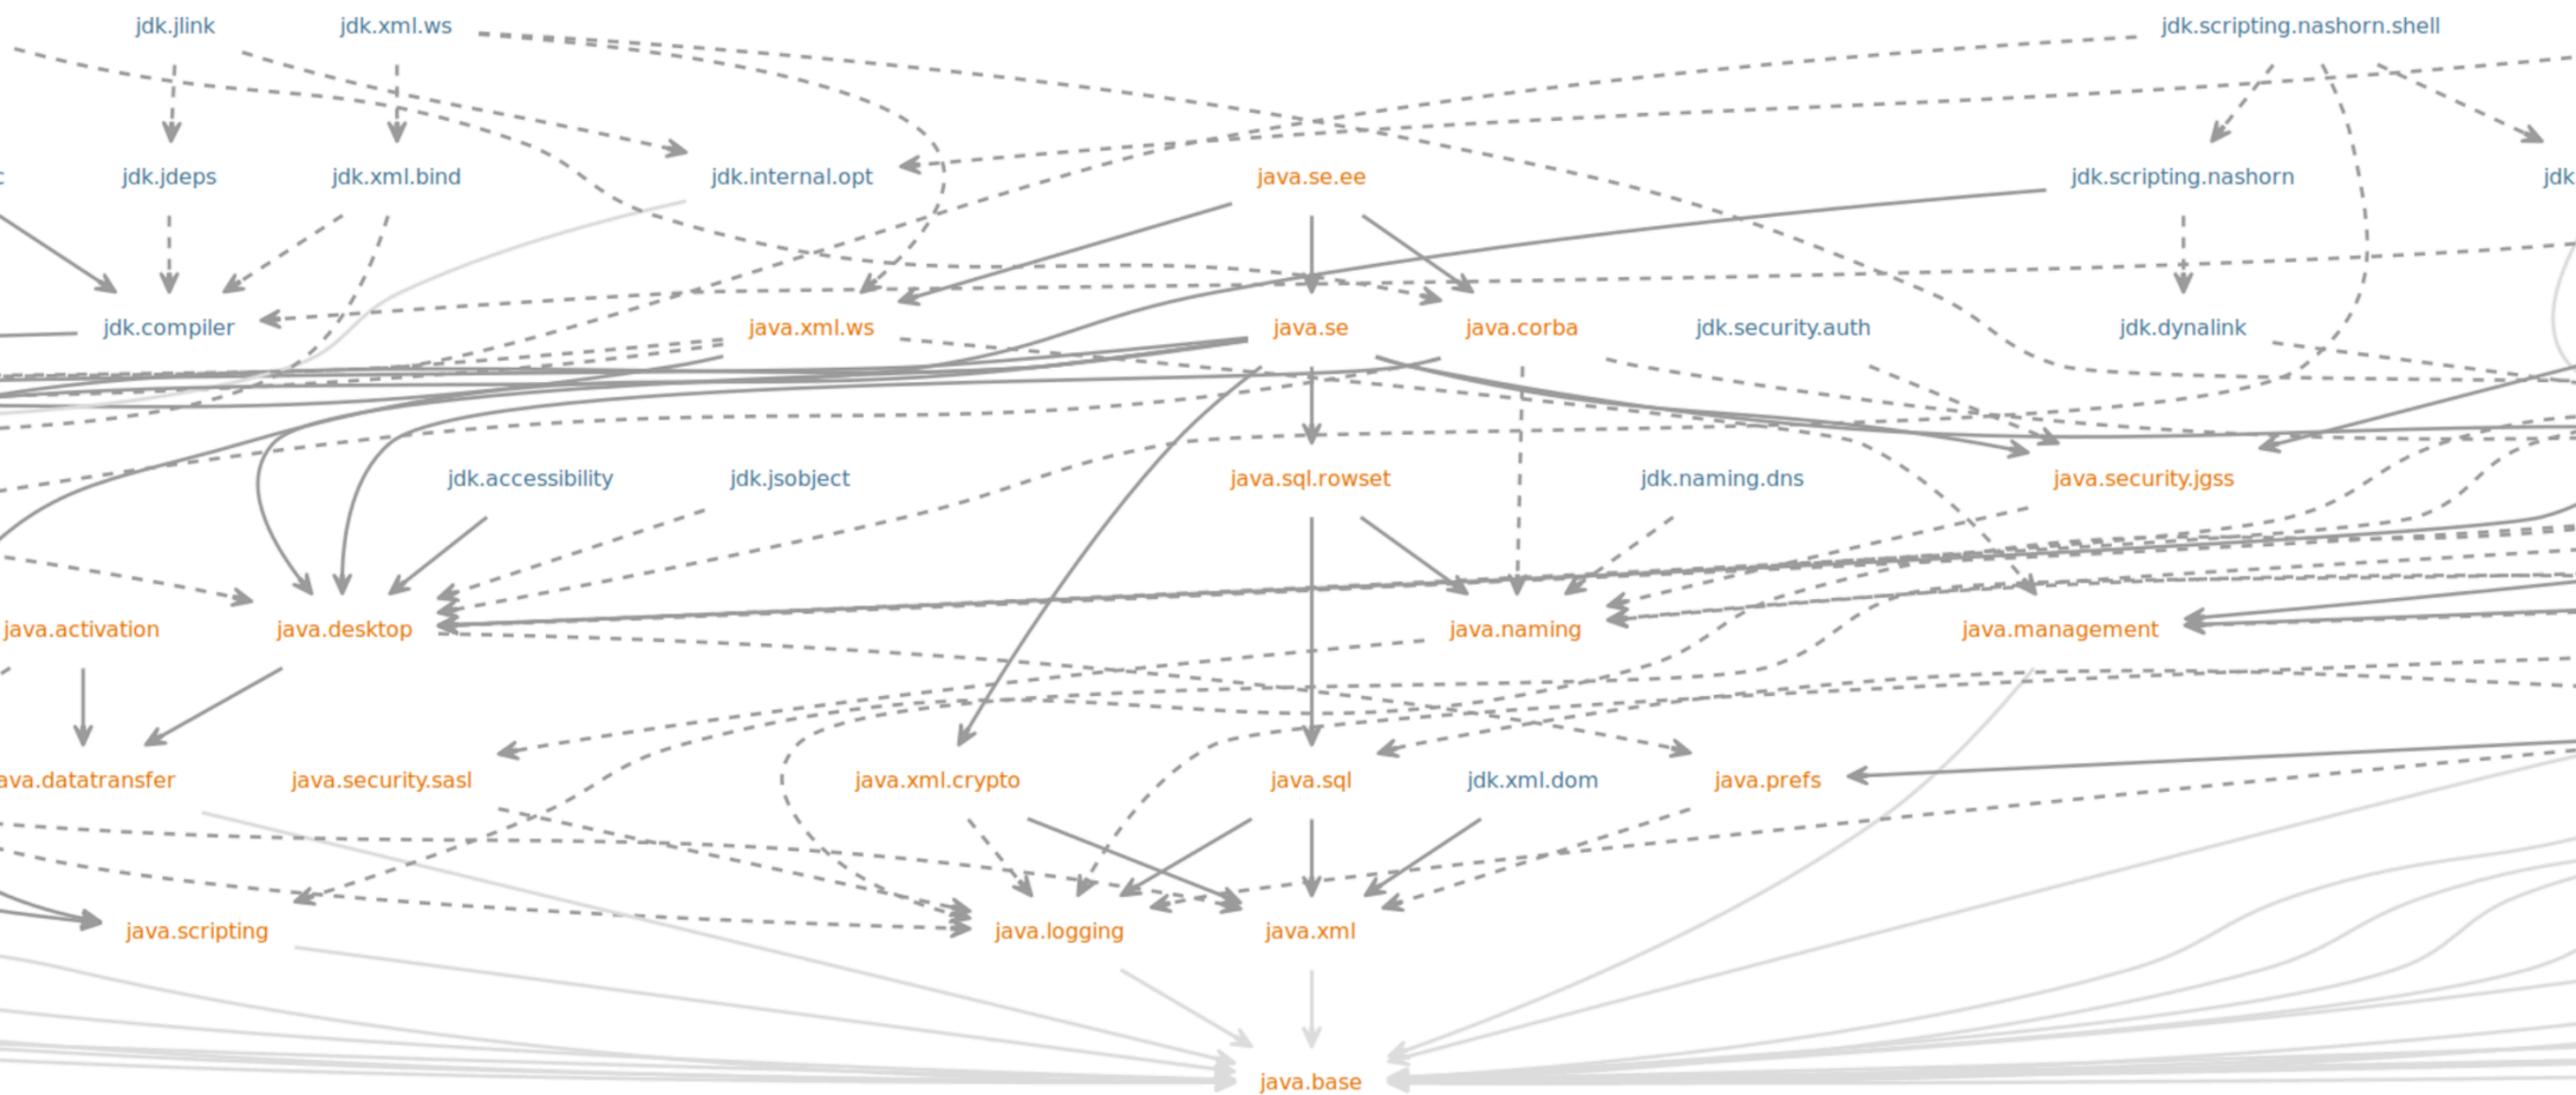 jdk.jlink jdk.xml.ws jdk.scripting.nashorn.shell
c jdk.jdeps jdk.xml.bind jdk.internal.opt java.se.ee jdk.scripting.nashorn jdk
jdk.compiler java.xml.ws java.se java.corba jdk.security.auth jdk.dynalink
jdk.accessibility jdk.jsobject java.sql.rowset jdk.naming.dns java.security.jgss
java.activation java.desktop java.naming java.management
ava.datatransfer java.security.sasl java.xml.crypto java.sql jdk.xml.dom java.prefs
java.scripting java.logging java.xml
java.base